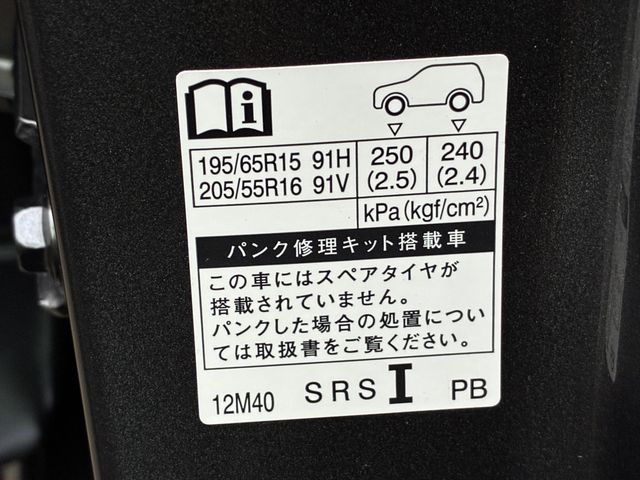 i
195/65R15 91H 250 240
205/55R16 91V (2.5) (2.4)
kPa(kgf/cm²)
パンク修理キット搭載車
この車にはスペアタイヤが
搭載されていません。
パンクした場合の処置につい
ては取扱書をご覧ください。
12M40 SRS I PB